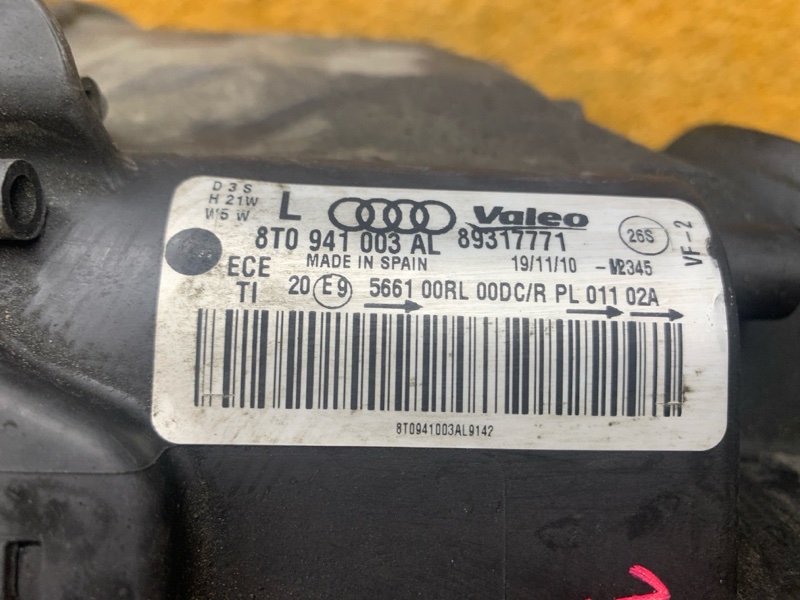 D3S
H21W
W5W
L Valeo
8T0 941 003 AL 89317771
26S
VF-2
MADE IN SPAIN 19/11/10
ECE
TI
20 E9 5661 00RL 00DC/R PL 011 02A
8T0941003AL9142